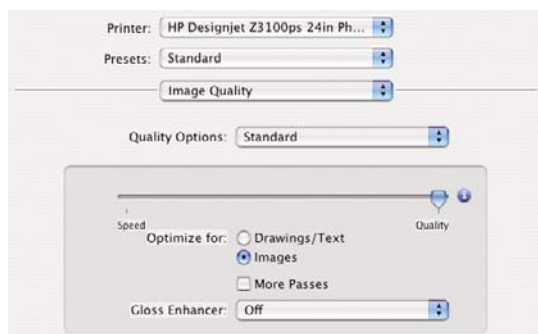 Printer: HP Designjet Z3100ps 24in Ph...
Presets: Standard
Image Quality
Quality Options: Standard
Speed Quality
Optimize for: Drawings/Text
Images
More Passes
Gloss Enhancer: Off